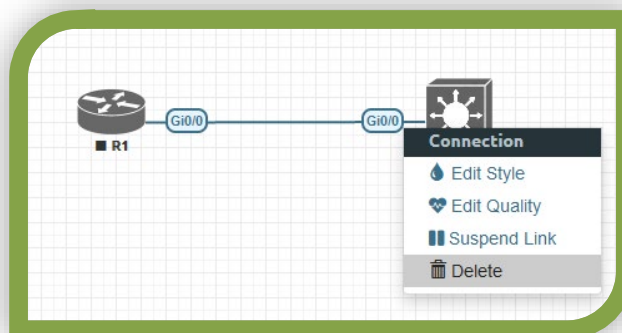 Gi0/0
Gi0/0
R1
Connection
Edit Style
Edit Quality
Suspend Link
Delete